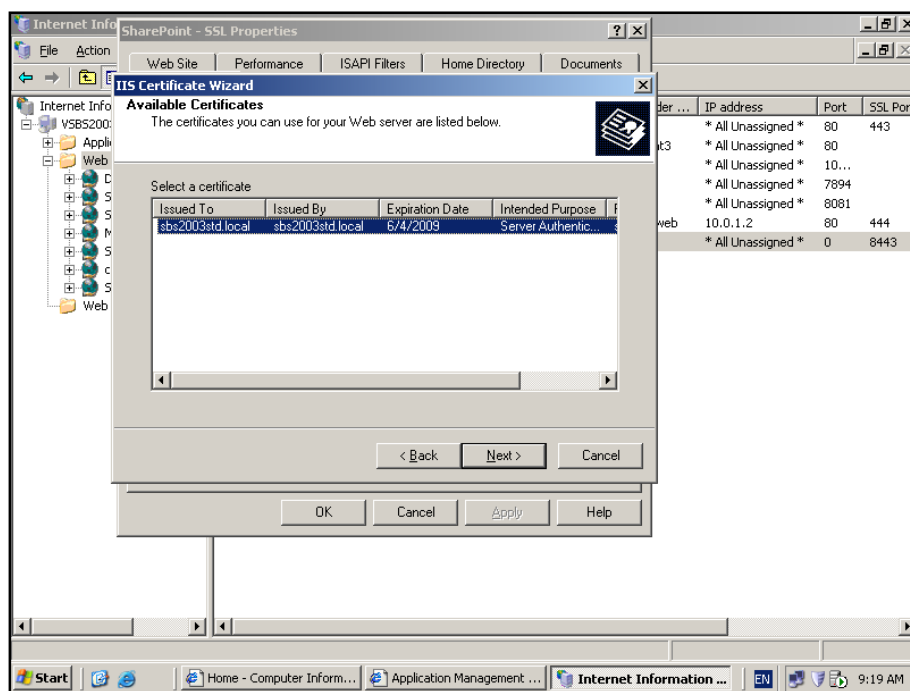 Internet Info
SharePoint - SSL Properties
File Action
Web Site Performance ISAPI Filters Home Directory Documents
IIS Certificate Wizard
Available Certificates
The certificates you can use for your Web server are listed below.
Select a certificate
Issued To Issued By Expiration Date Intended Purpose
sbs2003std.local sbs2003std.local 6/4/2009 Server Authentic...
< Back Next > Cancel
OK Cancel Apply Help
Internet Info
VSBS200
Appli
Web
D
S
S
M
S
c
S
Web
der ... IP address Port SSL Por
* All Unassigned * 80 443
nt3 * All Unassigned * 80
* All Unassigned * 10...
* All Unassigned * 7894
* All Unassigned * 8081
web 10.0.1.2 80 444
* All Unassigned * 0 8443
Start Home - Computer Inform... Application Management ... Internet Information ... EN 9:19 AM